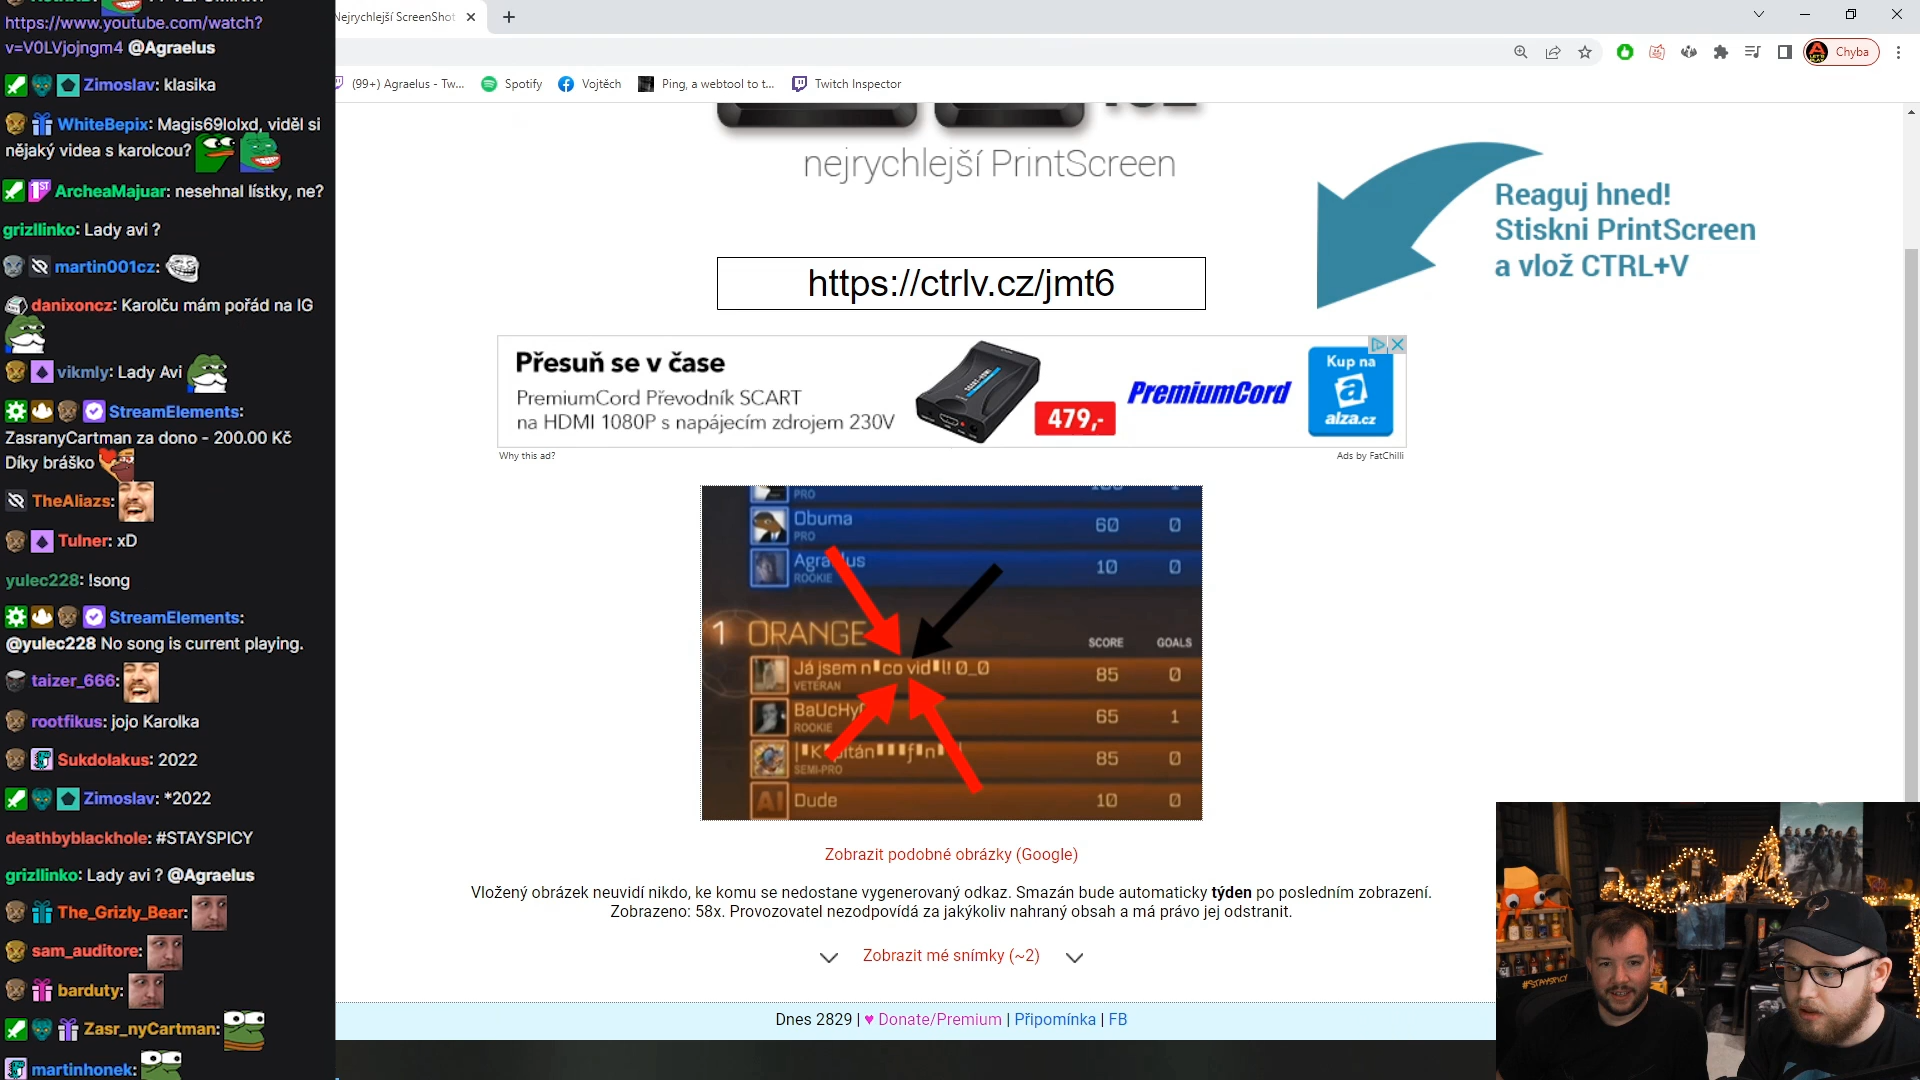 https://www.youtube.com/watch?
v=V0LVjojngm4 @Agraelus
Zimoslav: klasika
WhiteBepix: Magis69lolxd, viděl si
nějaký videa s karolcou?
1ST ArcheaMajuar: nesehnal lístky, ne?
grizllinko: Lady avi ?
martin001cz:
danixoncz: Karolču mám pořád na IG
vikmly: Lady Avi
StreamElements:
ZasranyCartman za dono - 200.00 Kč
Díky bráško
TheAliazs:
Tulner: xD
yulec228: !song
StreamElements:
@yulec228 No song is current playing.
taizer_666:
rootfikus: jojo Karolka
Sukdolakus: 2022
Zimoslav: *2022
deathbyblackhole: #STAYSPICY
grizllinko: Lady avi ? @Agraelus
The_Grizly_Bear:
sam_auditore:
barduty:
Zasr_nyCartman:
martinhonek:
Nejrychlejší ScreenShot
Chyba
(99+) Agraelus - Tw...
Spotify
Vojtěch
Ping, a webtool to t...
Twitch Inspector
nejrychlejší PrintScreen
Reaguj hned!
Stiskni PrintScreen
a vlož CTRL+V
https://ctrlv.cz/jmt6
Přesuň se v čase
PremiumCord Převodník SCART
na HDMI 1080P s napájecím zdrojem 230V
479,-
PremiumCord
Kup na
alza.cz
Why this ad?
Ads by FatChilli
PRO
Obuma 60 0
PRO
Agraelus 10 0
ROOKIE
1 ORANGE SCORE GOALS
Já jsem n▮co vid▮l! 0_0 85 0
VETERAN
65 1
ROOKIE
85 0
SEMI-PRO
AI Dude 10 0
Zobrazit podobné obrázky (Google)
Vložený obrázek neuvidí nikdo, ke komu se nedostane vygenerovaný odkaz. Smazán bude automaticky týden po posledním zobrazení.
Zobrazeno: 58x. Provozovatel nezodpovídá za jakýkoliv nahraný obsah a má právo jej odstranit.
Zobrazit mé snímky (~2)
Dnes 2829 | ♥ Donate/Premium | Připomínka | FB
#STAYSPICY